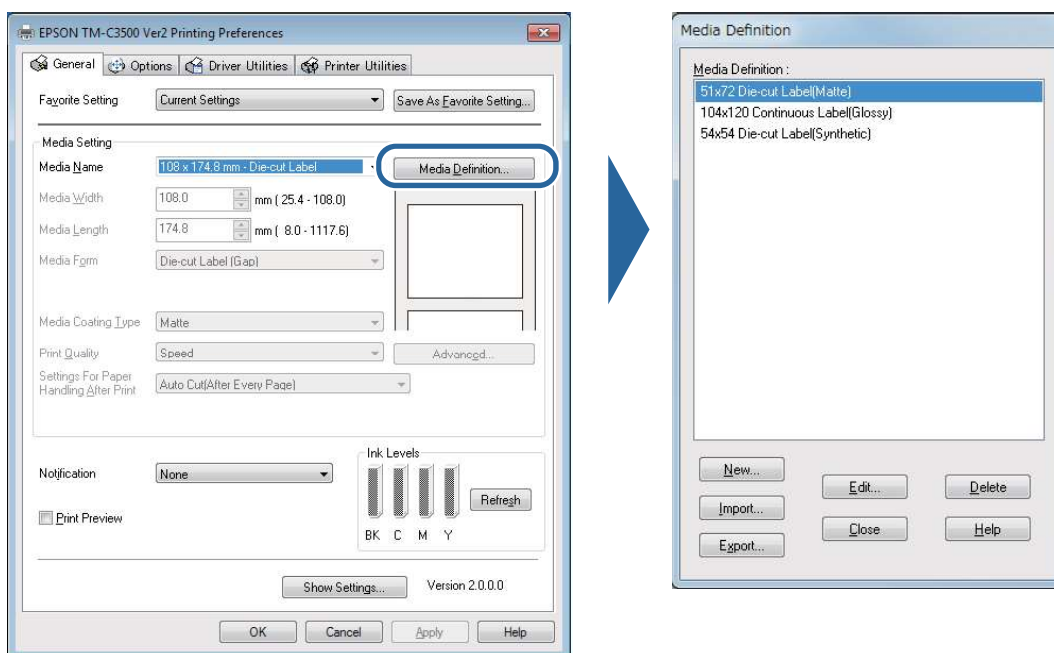 EPSON TM-C3500 Ver2 Printing Preferences
General Options Driver Utilities Printer Utilities
Favorite Setting Current Settings Save As Favorite Setting...
Media Setting
Media Name 108 x 174.8 mm - Die-cut Label Media Definition...
Media Width 108.0 mm ( 25.4 - 108.0)
Media Length 174.8 mm ( 8.0 - 1117.6)
Media Form Die-cut Label (Gap)
Media Coating Type Matte
Print Quality Speed Advanced...
Settings For Paper
Handling After Print Auto Cut(After Every Page)
Notification None
Print Preview
Ink Levels
Refresh
BK C M Y
Show Settings... Version 2.0.0.0
OK Cancel Apply Help
Media Definition
Media Definition :
51x72 Die-cut Label(Matte)
104x120 Continuous Label(Glossy)
54x54 Die-cut Label(Synthetic)
New...
Edit... Delete
Import...
Close Help
Export...